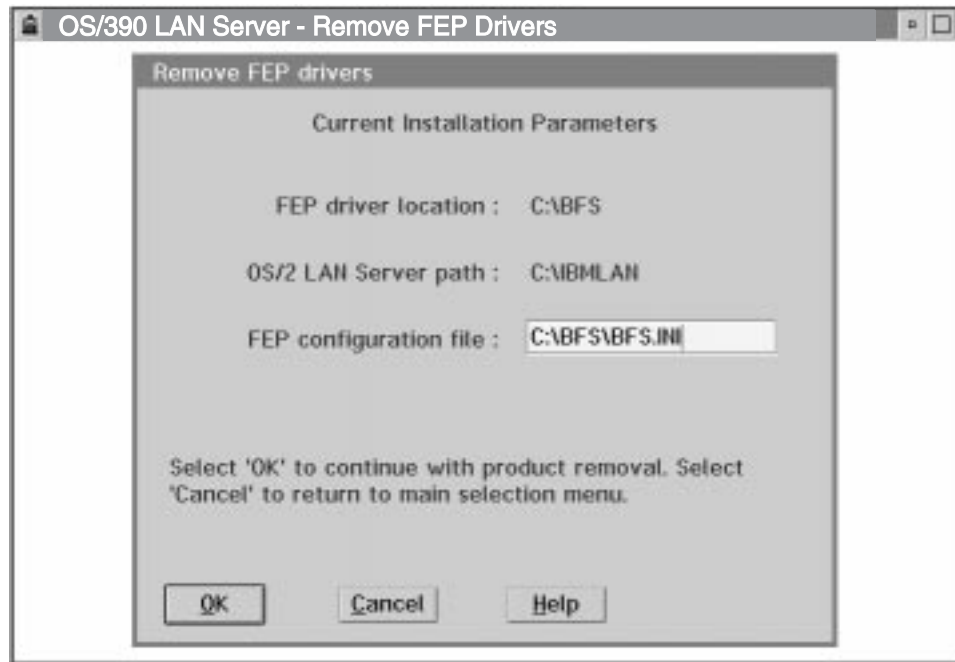 OS/390 LAN Server - Remove FEP Drivers
Remove FEP drivers
Current Installation Parameters
FEP driver location : C:\BFS
OS/2 LAN Server path : C:\IBMLAN
FEP configuration file : C:\BFS\BFS.INI
Select 'OK' to continue with product removal. Select
'Cancel' to return to main selection menu.
OK Cancel Help